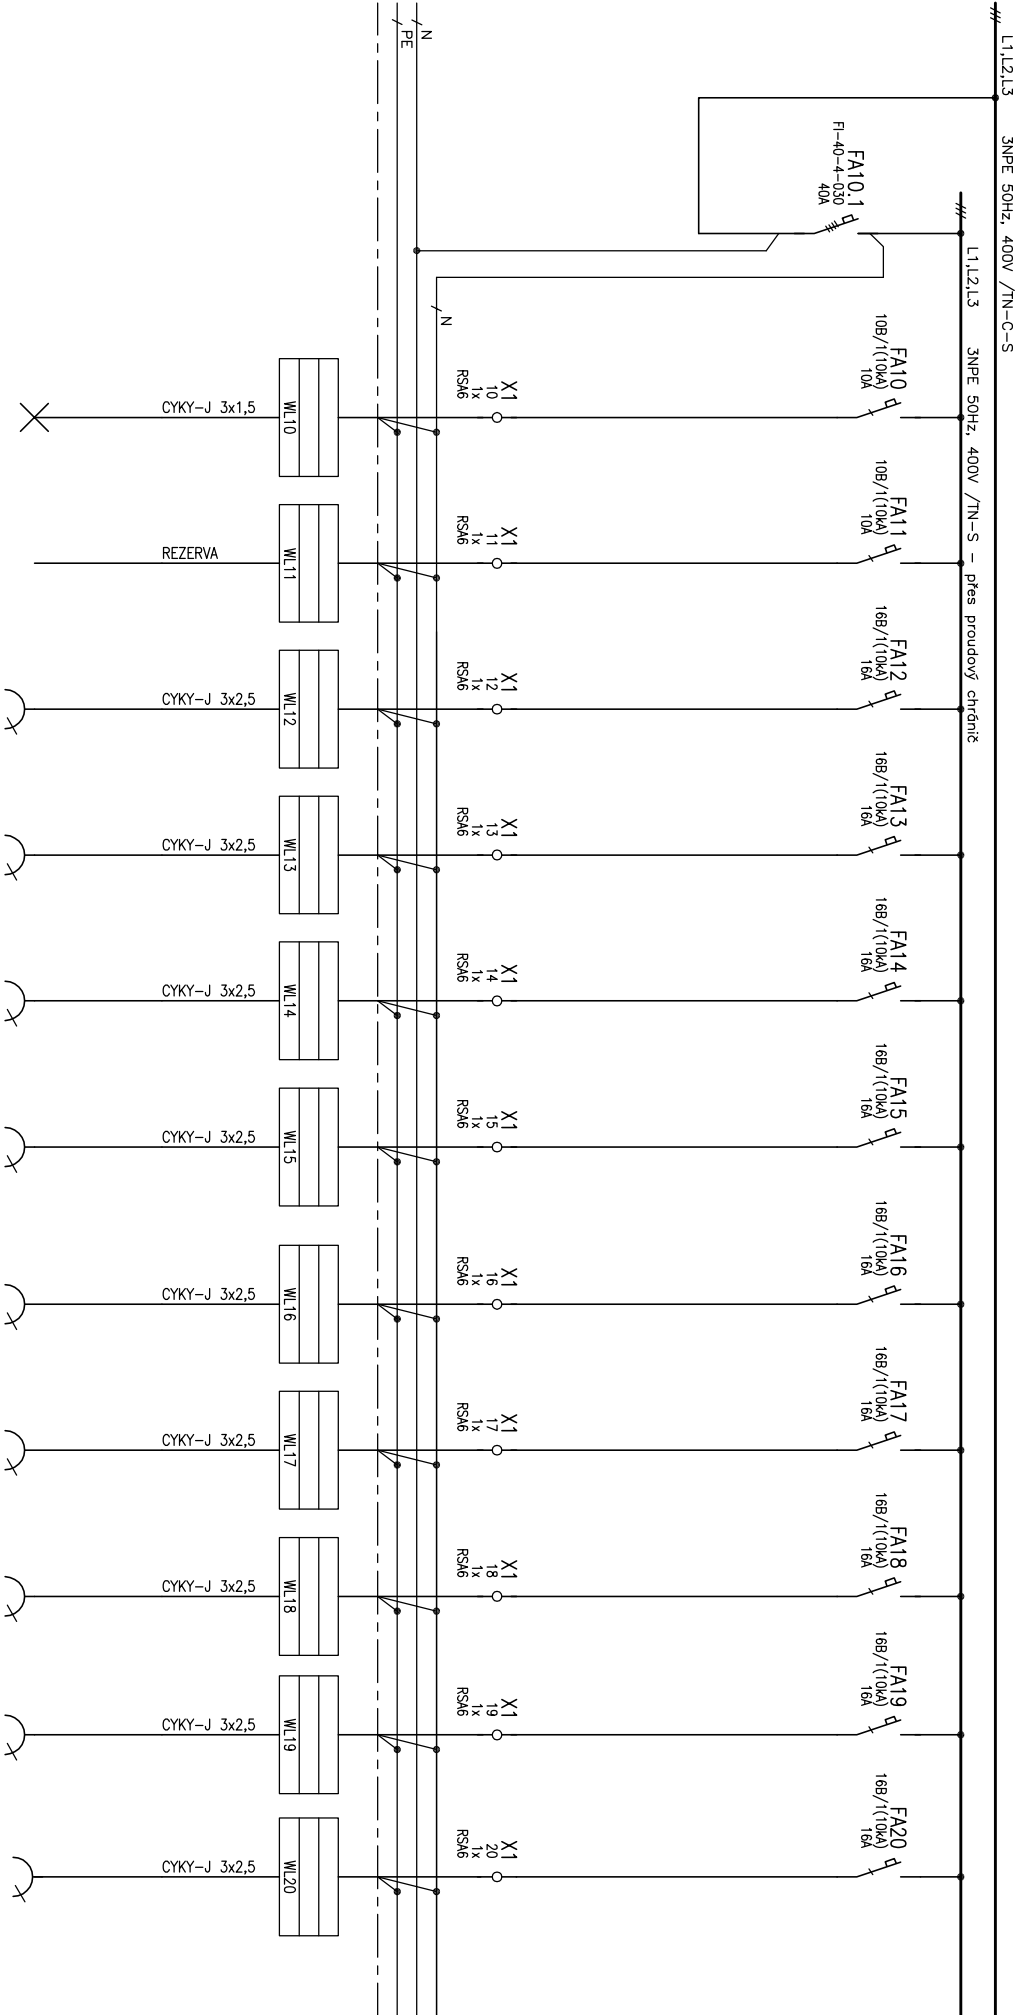 L1,L2,L3 3NPE 50Hz, 400V /TN-C-S
L1,L2,L3 3NPE 50Hz, 400V /TN-S - přes proudový chránič
FA10.1
FI-40-4-030
40A
N
PE
N
FA10
10B/1(10kA)
10A
X1
10
1x
RSA6
WL10
CYKY-J 3x1,5
FA11
10B/1(10kA)
10A
X1
11
1x
RSA6
WL11
REZERVA
FA12
16B/1(10kA)
16A
X1
12
1x
RSA6
WL12
CYKY-J 3x2,5
FA13
16B/1(10kA)
16A
X1
13
1x
RSA6
WL13
CYKY-J 3x2,5
FA14
16B/1(10kA)
16A
X1
14
1x
RSA6
WL14
CYKY-J 3x2,5
FA15
16B/1(10kA)
16A
X1
15
1x
RSA6
WL15
CYKY-J 3x2,5
FA16
16B/1(10kA)
16A
X1
16
1x
RSA6
WL16
CYKY-J 3x2,5
FA17
16B/1(10kA)
16A
X1
17
1x
RSA6
WL17
CYKY-J 3x2,5
FA18
16B/1(10kA)
16A
X1
18
1x
RSA6
WL18
CYKY-J 3x2,5
FA19
16B/1(10kA)
16A
X1
19
1x
RSA6
WL19
CYKY-J 3x2,5
FA20
16B/1(10kA)
16A
X1
20
1x
RSA6
WL20
CYKY-J 3x2,5